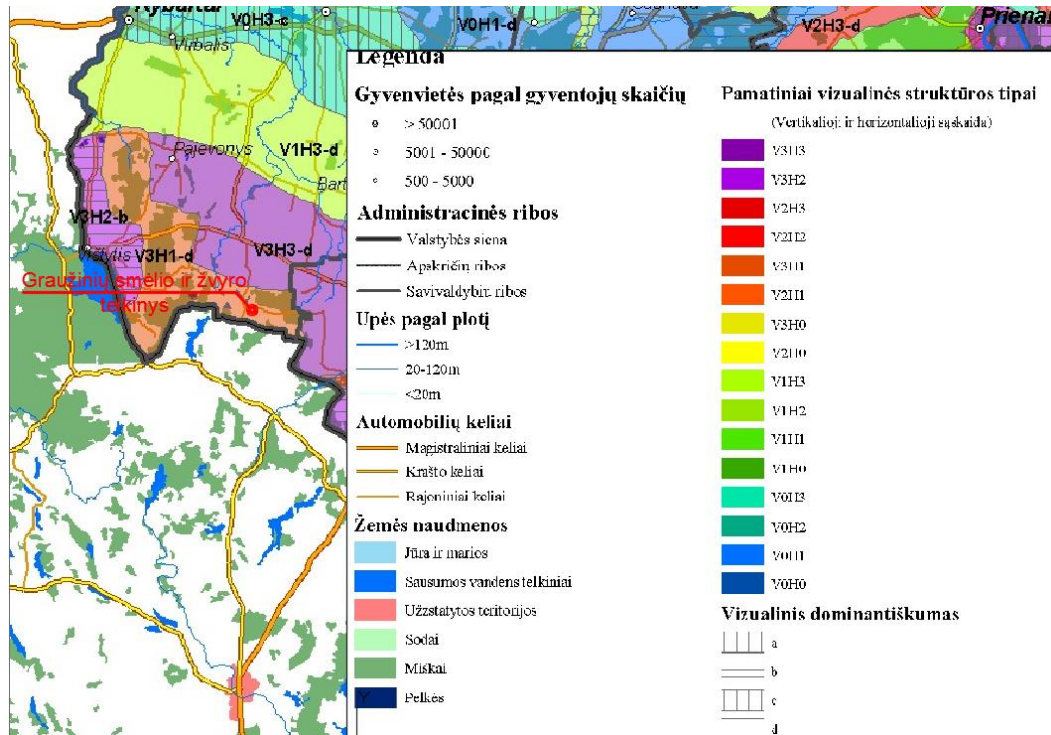 Kybartai
V0H3-c
V0H1-d
V2H3-d
Prienai
Virbalis
Pajevonys
V1H3-d
Bart
V3H2-b
Vištytis
V3H1-d
V3H3-d
Graužinių smėlio ir žvyro
telkinys
Legenda
Gyvenvietės pagal gyventojų skaičių
> 50001
5001 - 50000
500 - 5000
Administracinės ribos
Valstybės siena
Apskričių ribos
Savivaldybių ribos
Upės pagal plotį
>120m
20-120m
<20m
Automobilių keliai
Magistraliniai keliai
Krašto keliai
Rajoniniai keliai
Žemės naudmenos
Jūra ir marios
Sausumos vandens telkiniai
Užstatytos teritorijos
Sodai
Miškai
Pelkės
Pamatiniai vizualinės struktūros tipai
(Vertikalioji ir horizontalioji sąskaida)
V3H3
V3H2
V2H3
V2H2
V3H1
V2H1
V3H0
V2H0
V1H3
V1H2
V1H1
V1H0
V0H3
V0H2
V0H1
V0H0
Vizualinis dominantiškumas
a
b
c
d